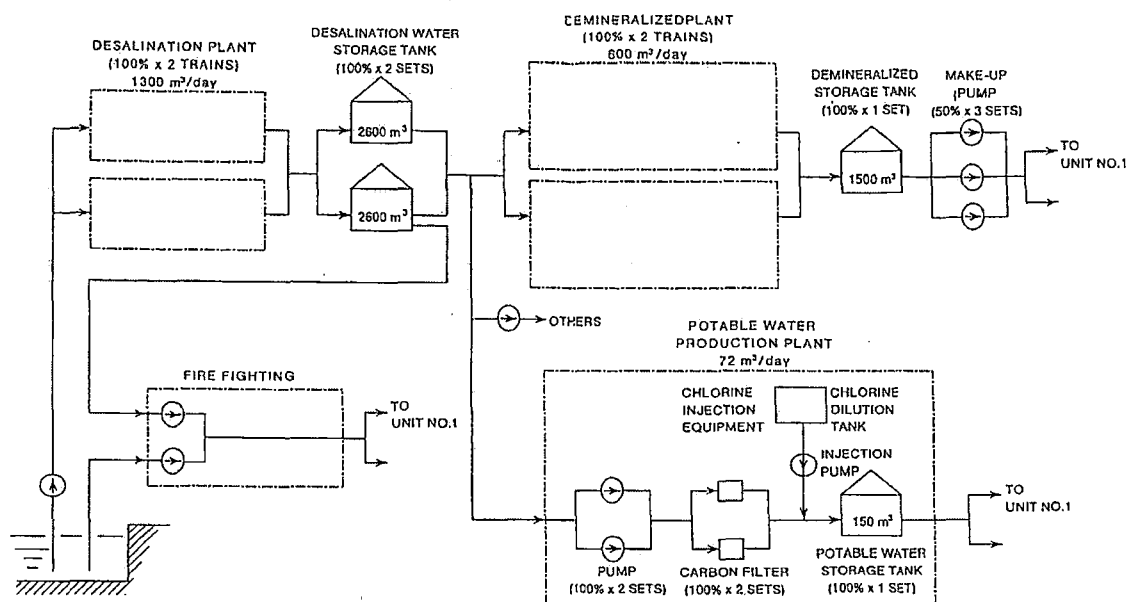 DESALINATION PLANT
(100% x 2 TRAINS)
1300 m³/day
DESALINATION WATER
STORAGE TANK
(100% x 2 SETS)
2600 m³
2600 m³
CEMINERALIZEDPLANT
(100% x 2 TRAINS)
600 m³/day
DEMINERALIZED
STORAGE TANK
(100% x 1 SET)
1500 m³
MAKE-UP
PUMP
(50% x 3 SETS)
TO
UNIT NO.1
OTHERS
FIRE FIGHTING
TO
UNIT NO.1
POTABLE WATER
PRODUCTION PLANT
72 m³/day
CHLORINE
INJECTION
EQUIPMENT
CHLORINE
DILUTION
TANK
INJECTION
PUMP
150 m³
PUMP
(100% x 2 SETS)
CARBON FILTER
(100% x 2 SETS)
POTABLE WATER
STORAGE TANK
(100% x 1 SET)
TO
UNIT NO.1